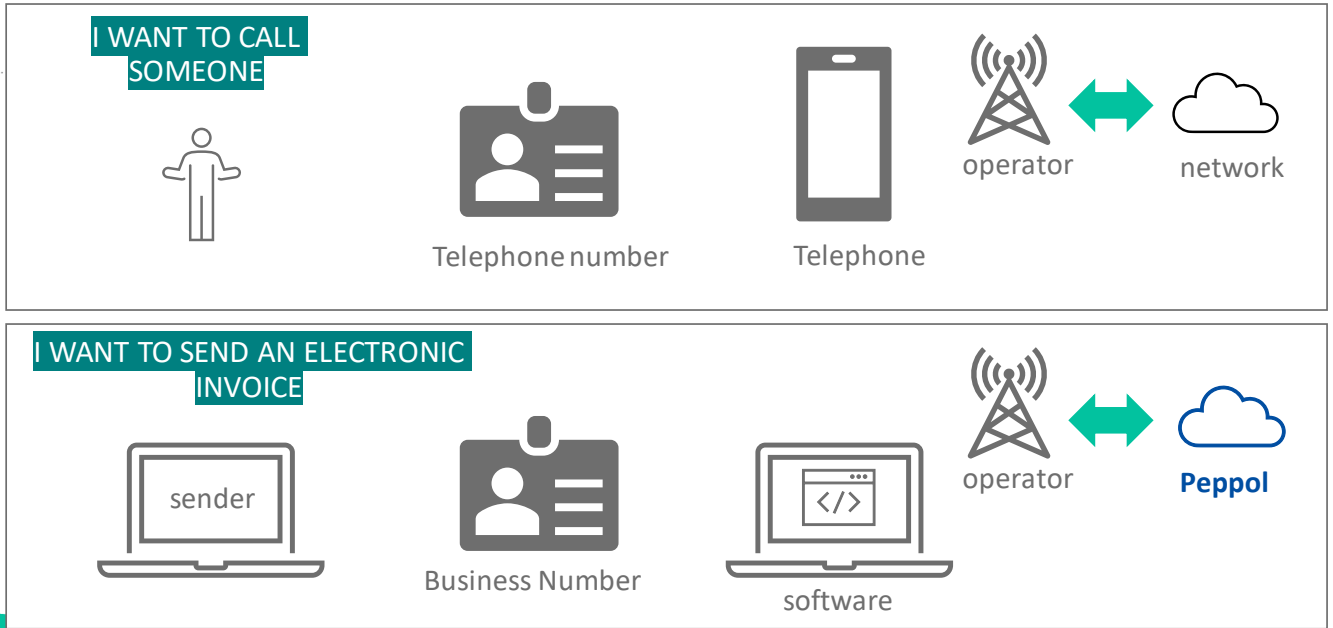 I WANT TO CALL
SOMEONE
Telephone number
Telephone
operator
network
I WANT TO SEND AN ELECTRONIC
INVOICE
sender
Business Number
</>
software
operator
Peppol